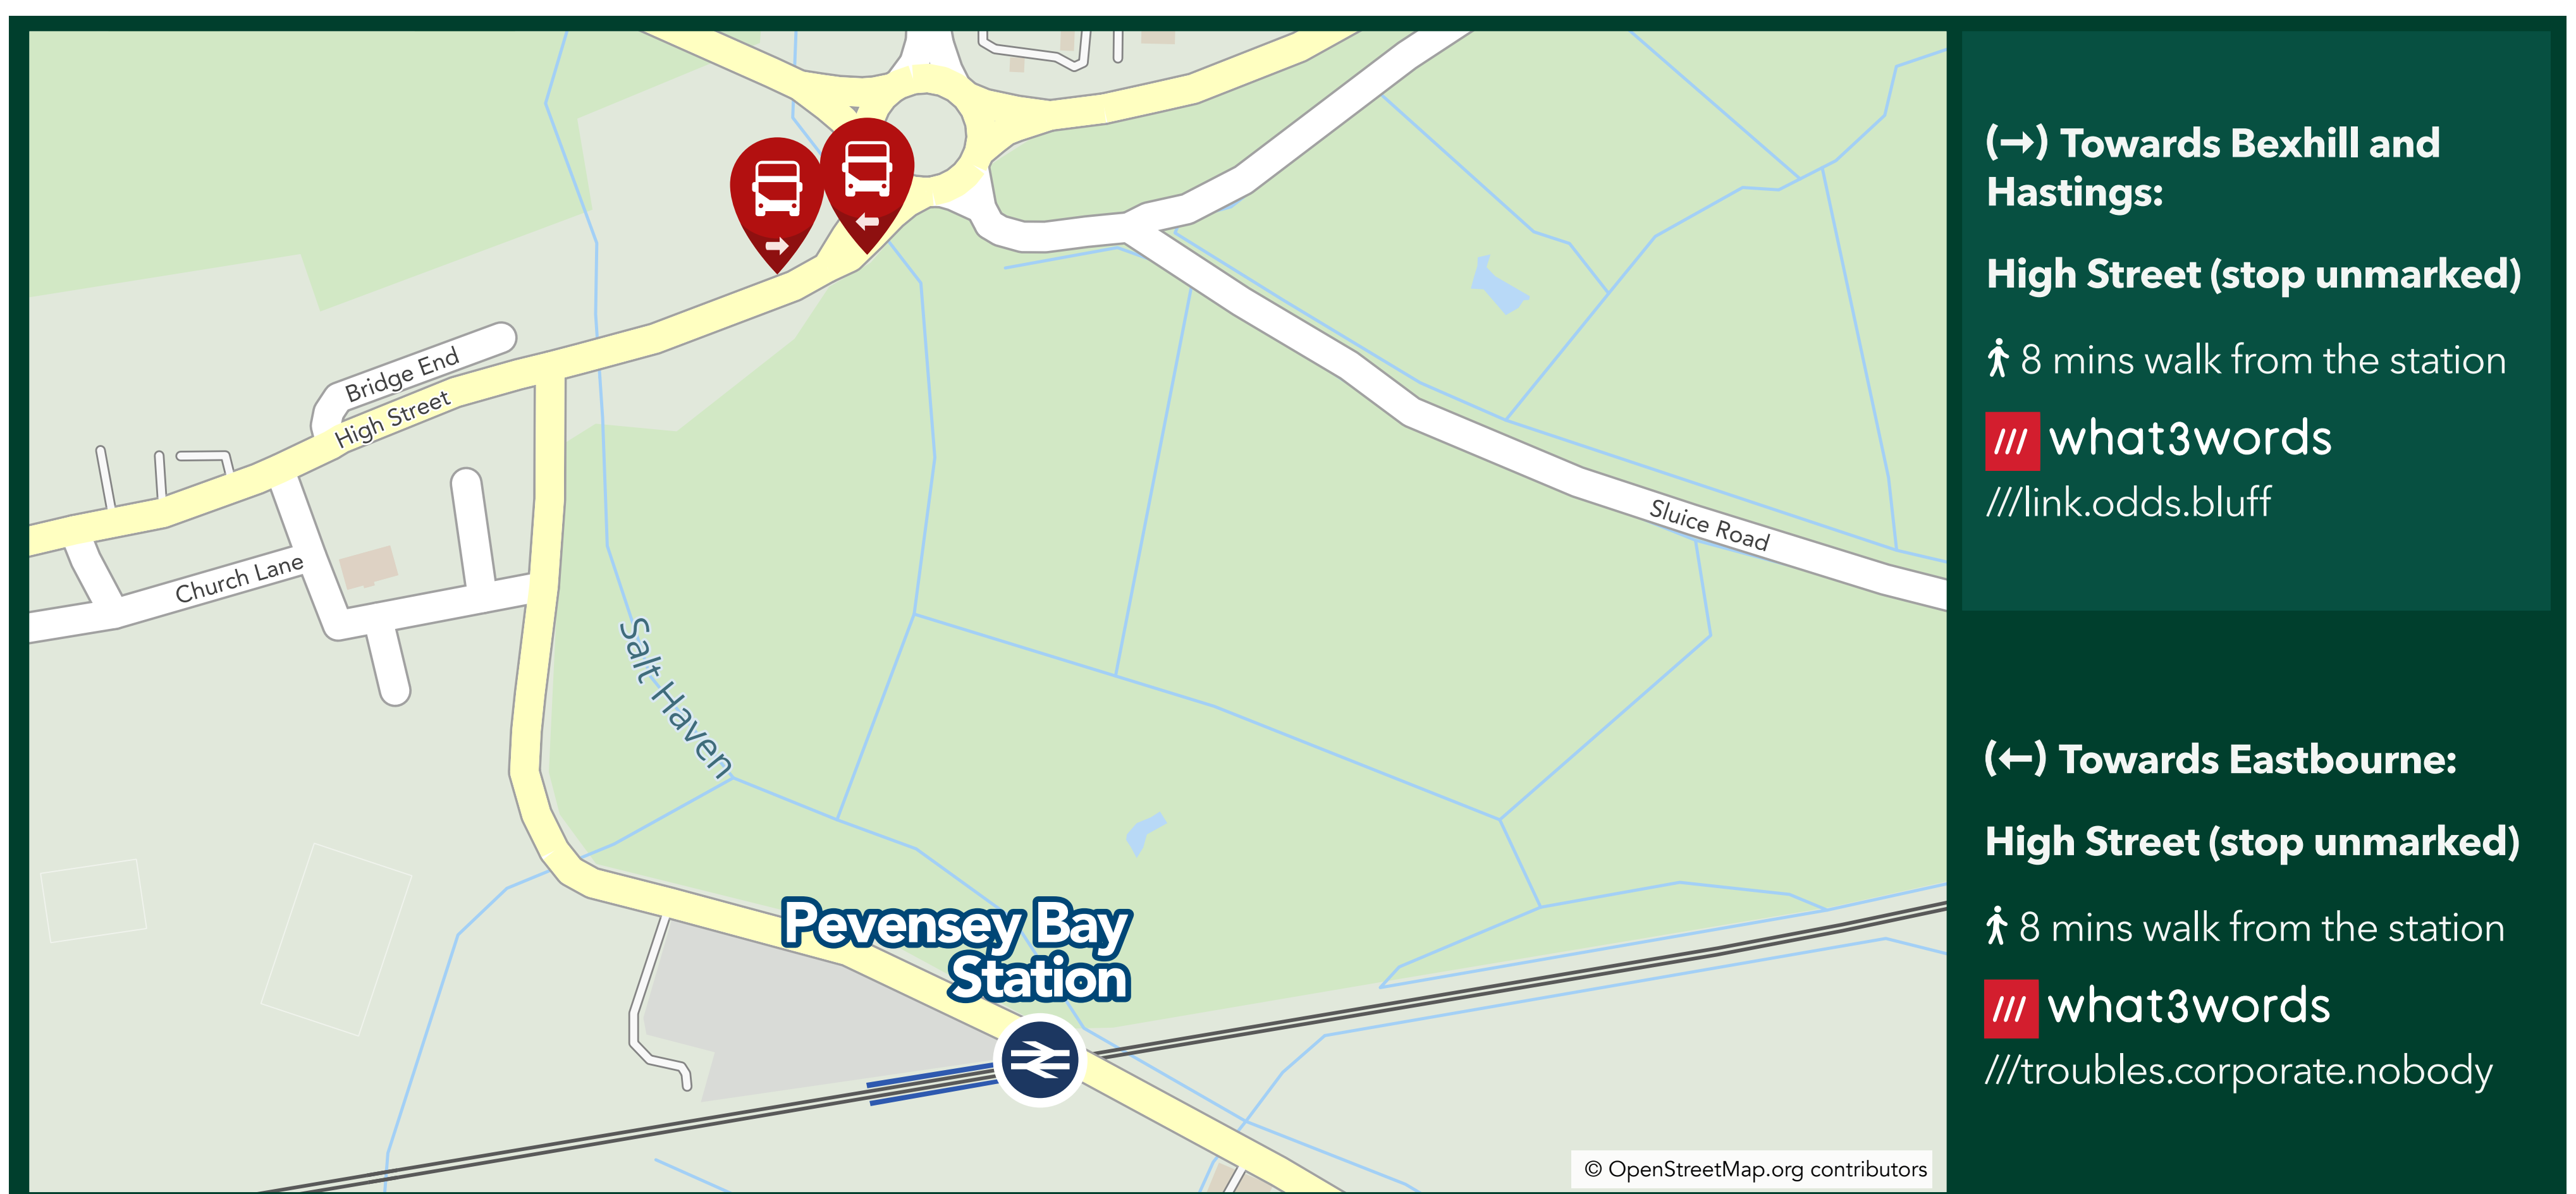 Bridge End
High Street
Church Lane
Salt Haven
Sluice Road
Pevensey Bay
Station
© OpenStreetMap.org contributors
(→) Towards Bexhill and
Hastings:
High Street (stop unmarked)
8 mins walk from the station
/// what3words
///link.odds.bluff
(←) Towards Eastbourne:
High Street (stop unmarked)
8 mins walk from the station
/// what3words
///troubles.corporate.nobody